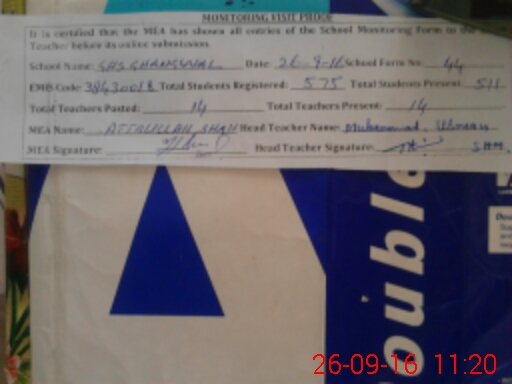 MONITORING VISIT PROOF
It is certified that the MEA has shown all entries of the School Monitoring Form to the
Teacher before its online submission.
School Name: GHS GHANGWAL Date: 26-9-16 School Form No: 44
EMIS Code: 38430018 Total Students Registered: 575 Total Students Present: 511
Total Teachers Posted: 14 Total Teachers Present: 14
MEA Name: ATTAULLAH SHAH Head Teacher Name: Muhammad
MEA Signature: Head Teacher Signature:
Double
26-09-16 11:20